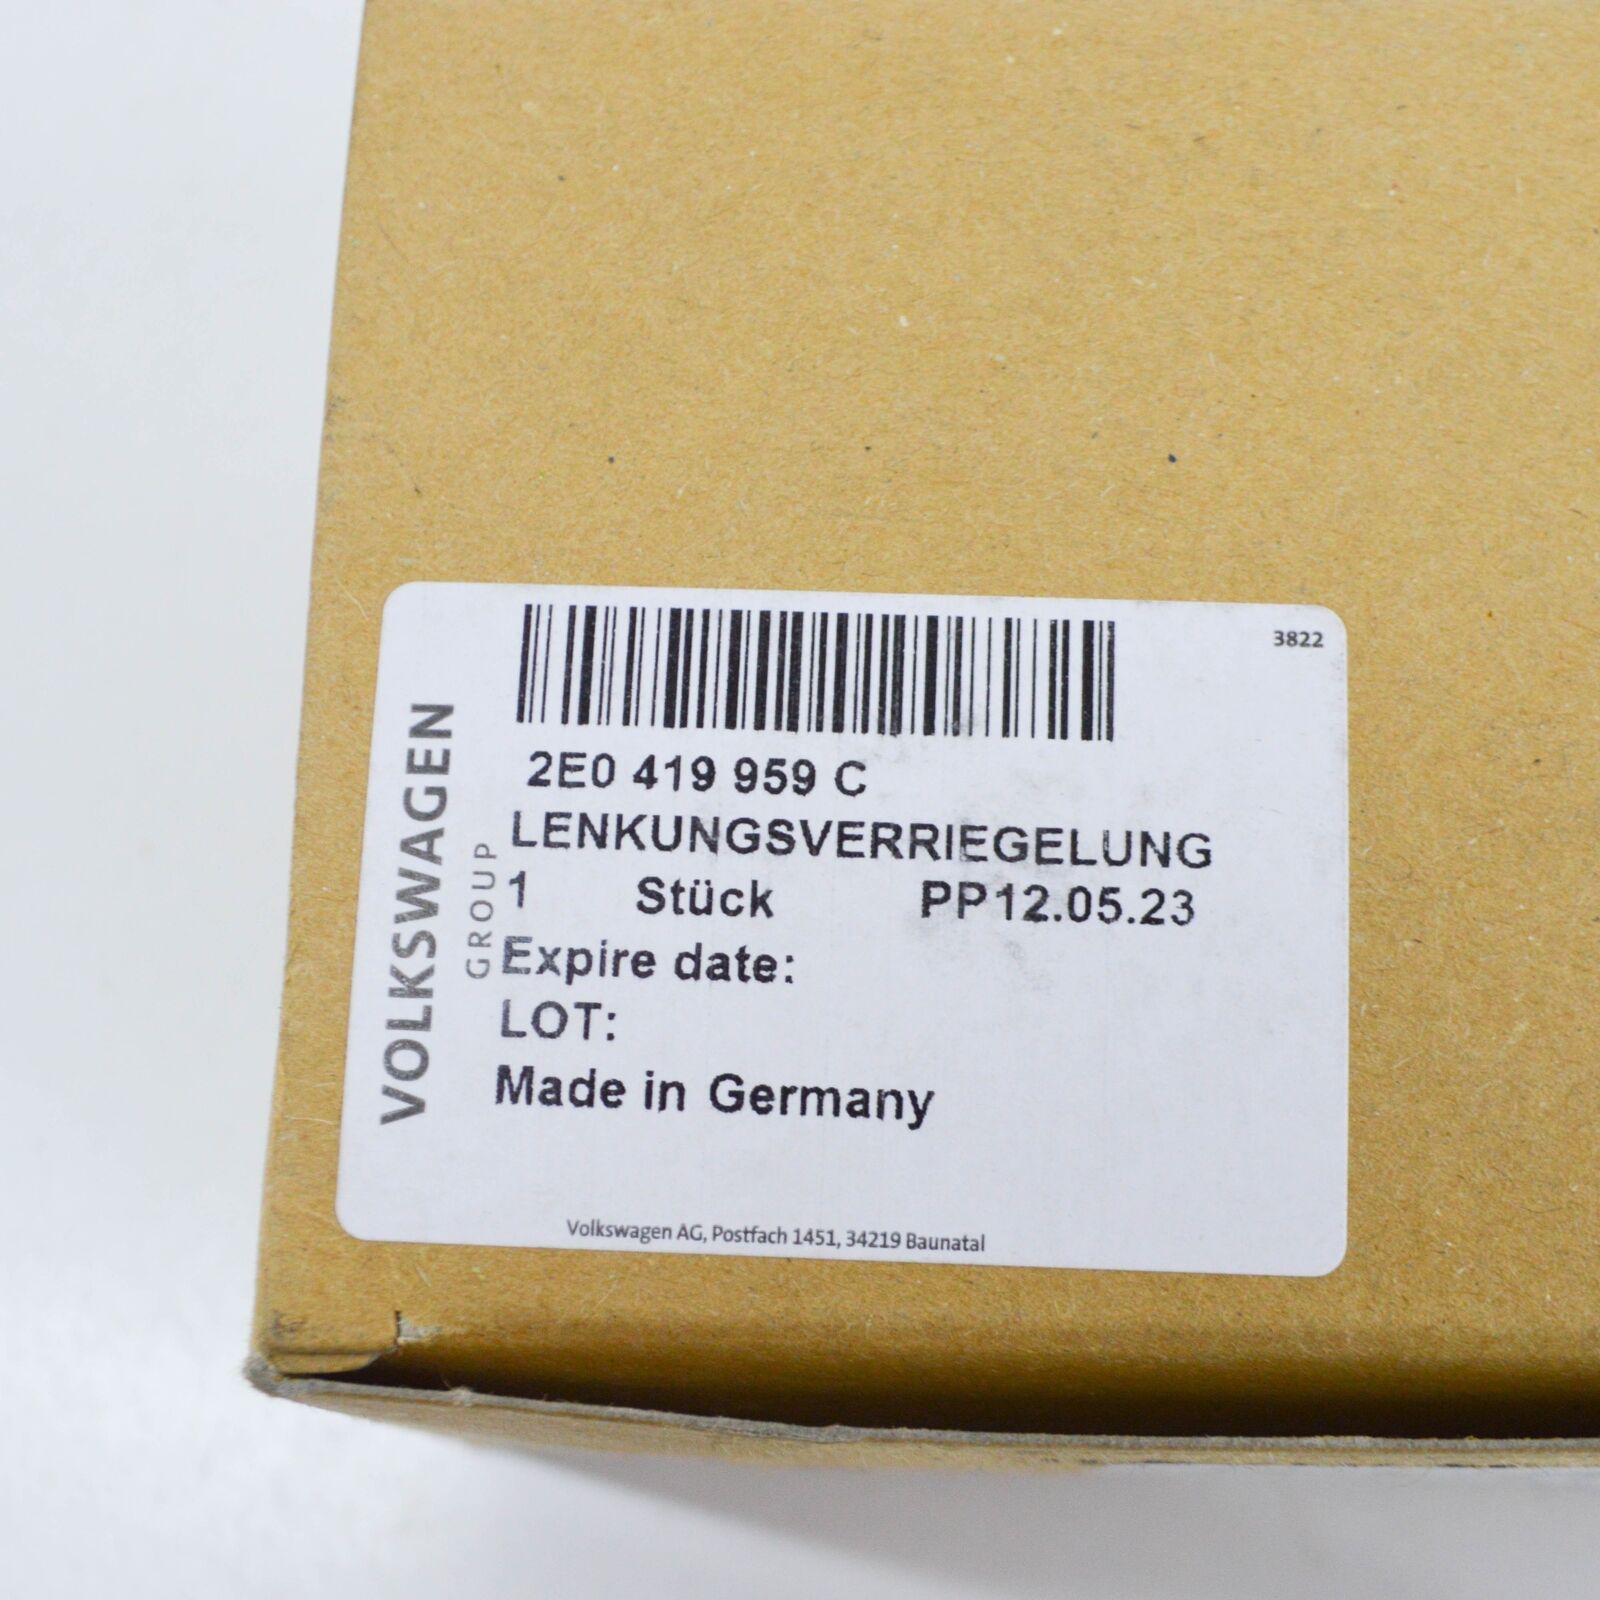 3822
2E0 419 959 C
LENKUNGSVERRIEGELUNG
1 Stück PP12.05.23
Expire date:
LOT:
Made in Germany
VOLKSWAGEN
GROUP
Volkswagen AG, Postfach 1451, 34219 Baunatal